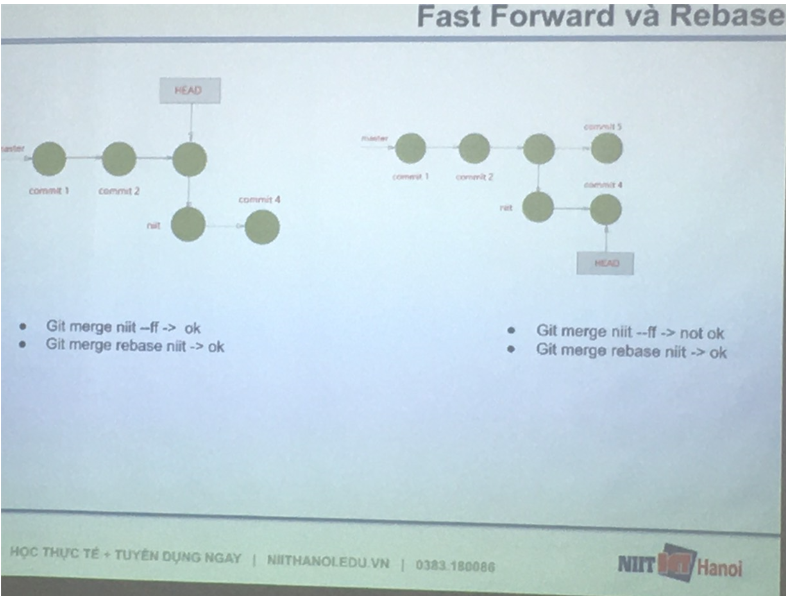 Fast Forward và Rebase
HEAD
master
commit 1
commit 2
commit 4
niit
Git merge niit --ff -> ok
Git merge rebase niit -> ok
commit 5
master
commit 1
commit 2
commit 4
niit
HEAD
Git merge niit --ff -> not ok
Git merge rebase niit -> ok
HỌC THỰC TẾ + TUYỂN DỤNG NGAY | NIITHANOI.EDU.VN | 0383.180086
NIIT Hanoi